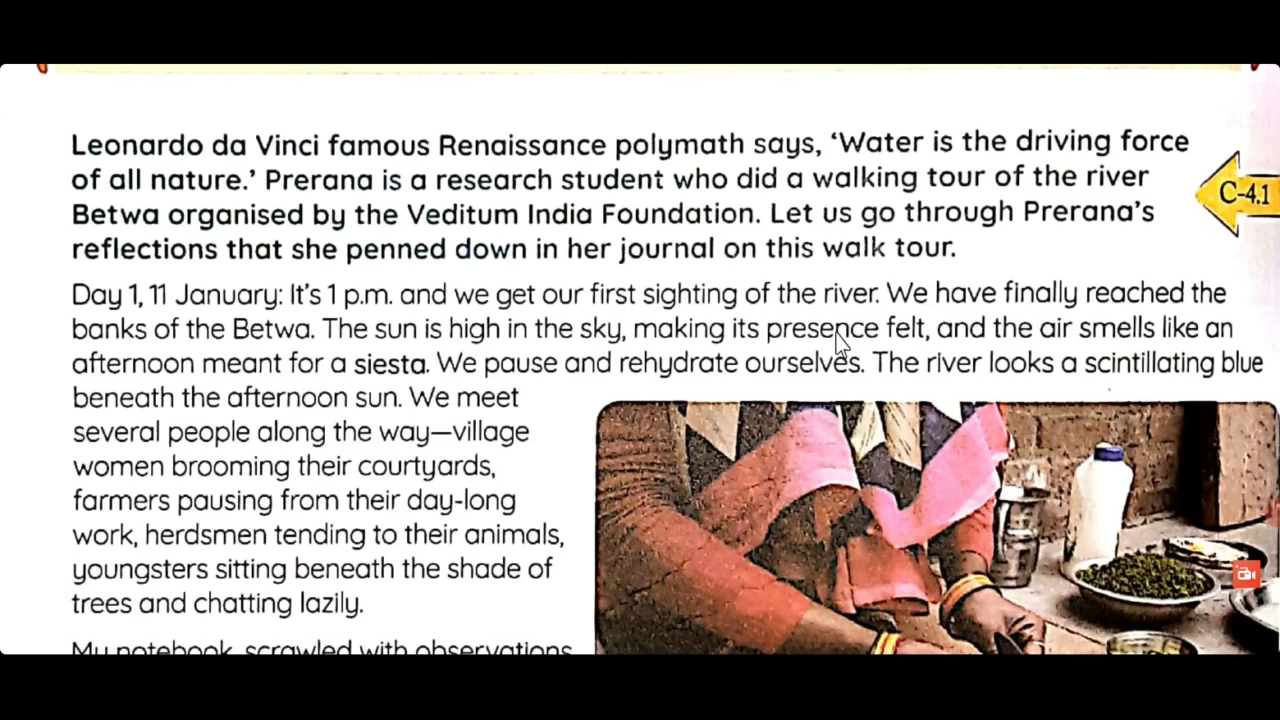 Leonardo da Vinci famous Renaissance polymath says, ‘Water is the driving force
of all nature.’ Prerana is a research student who did a walking tour of the river
Betwa organised by the Veditum India Foundation. Let us go through Prerana’s
reflections that she penned down in her journal on this walk tour.
C-4.1
Day 1, 11 January: It’s 1 p.m. and we get our first sighting of the river. We have finally reached the
banks of the Betwa. The sun is high in the sky, making its presence felt, and the air smells like an
afternoon meant for a siesta. We pause and rehydrate ourselves. The river looks a scintillating blue
beneath the afternoon sun. We meet
several people along the way—village
women brooming their courtyards,
farmers pausing from their day-long
work, herdsmen tending to their animals,
youngsters sitting beneath the shade of
trees and chatting lazily.
My notebook, scrawled with observations